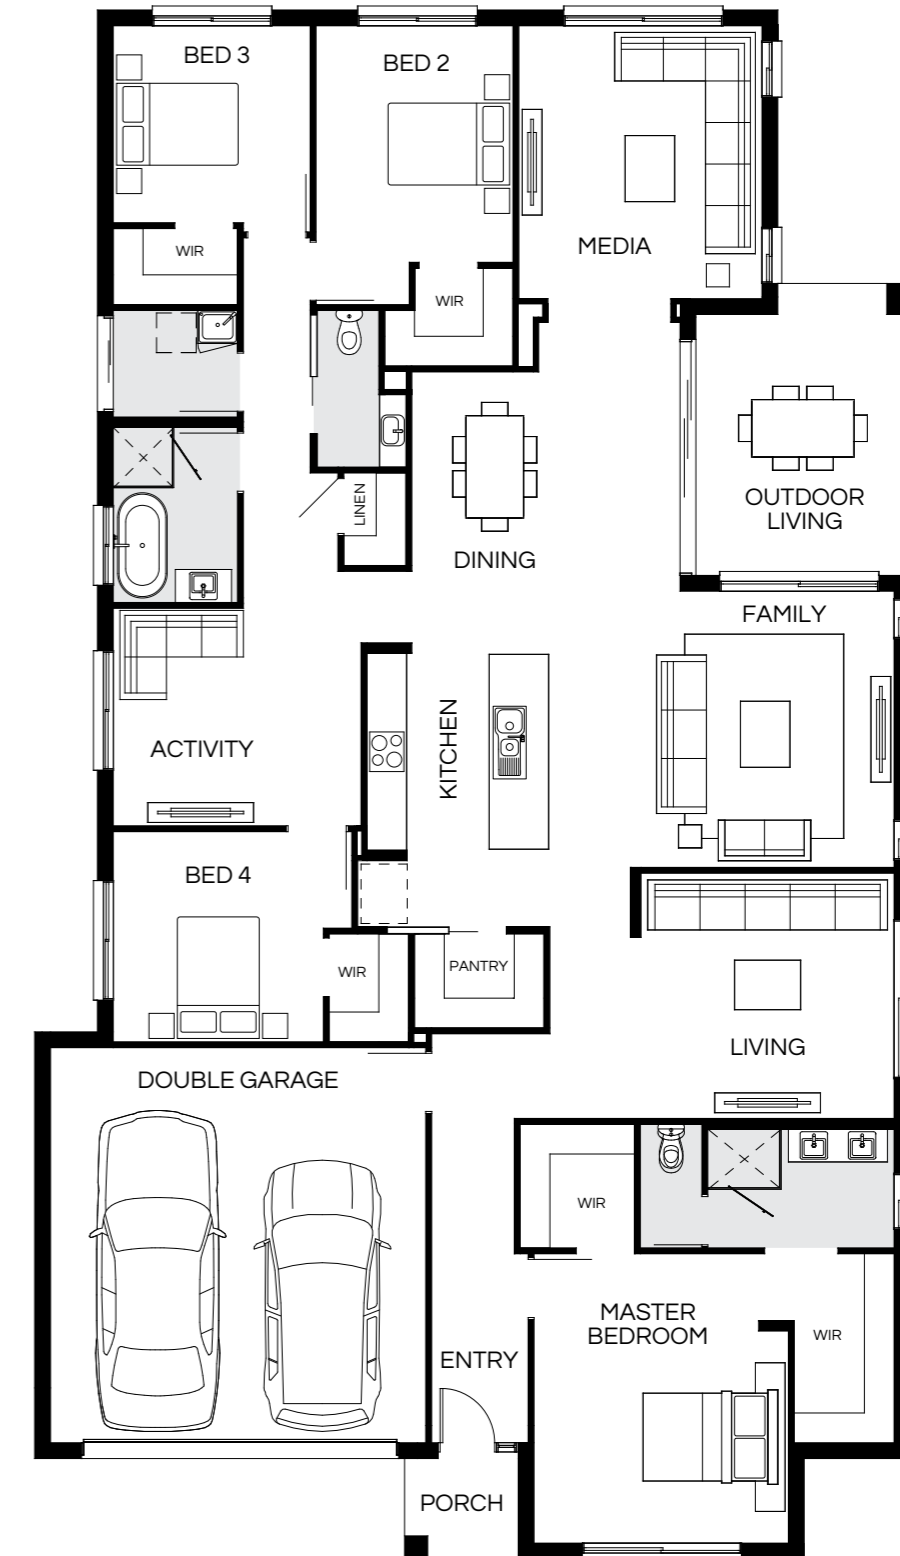 BED 3
BED 2
WIR
MEDIA
WIR
LINEN
OUTDOOR
LIVING
DINING
FAMILY
KITCHEN
ACTIVITY
BED 4
WIR
PANTRY
LIVING
DOUBLE GARAGE
WIR
MASTER
BEDROOM
WIR
ENTRY
PORCH